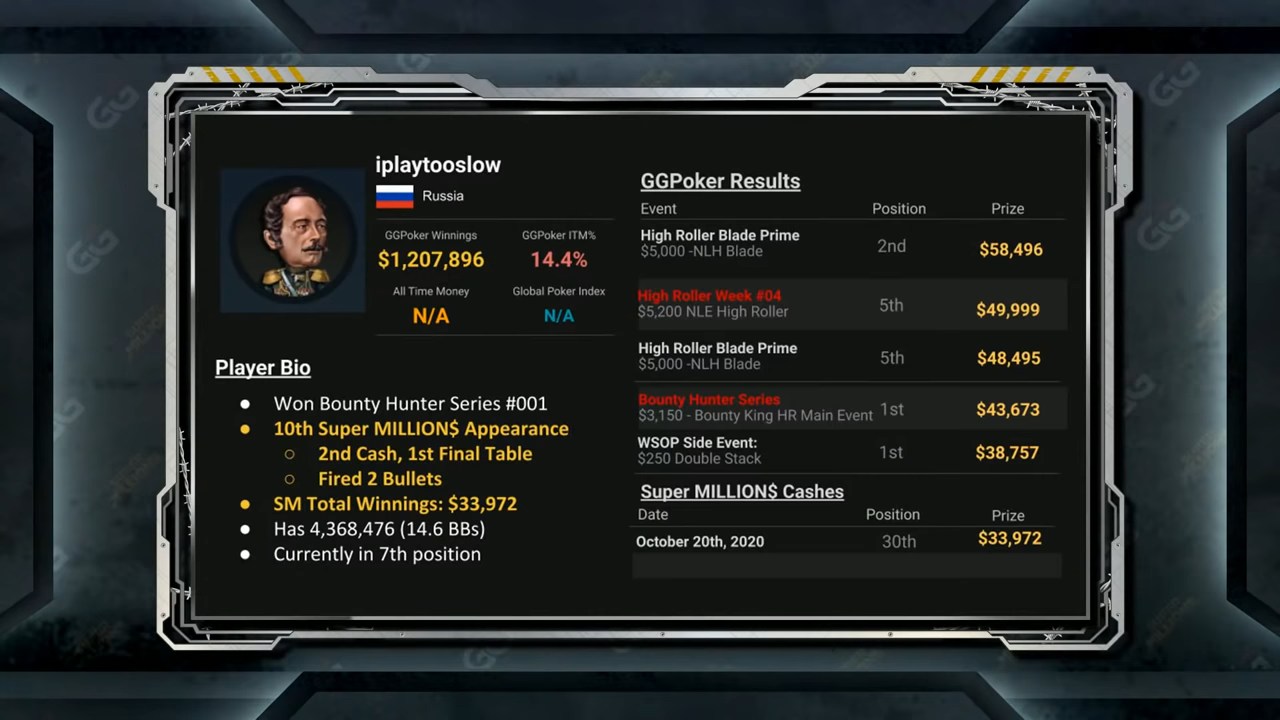 iplaytooslow
Russia
GGPoker Winnings
GGPoker ITM%
$1,207,896
14.4%
All Time Money
Global Poker Index
N/A
N/A
Player Bio
Won Bounty Hunter Series #001
10th Super MILLION$ Appearance
2nd Cash, 1st Final Table
Fired 2 Bullets
SM Total Winnings: $33,972
Has 4,368,476 (14.6 BBs)
Currently in 7th position
GGPoker Results
Event Position Prize
High Roller Blade Prime
$5,000 -NLH Blade
2nd
$58,496
High Roller Week #04
$5,200 NLE High Roller
5th
$49,999
High Roller Blade Prime
$5,000 -NLH Blade
5th
$48,495
Bounty Hunter Series
$3,150 - Bounty King HR Main Event
1st
$43,673
WSOP Side Event:
$250 Double Stack
1st
$38,757
Super MILLION$ Cashes
Date Position Prize
October 20th, 2020 30th $33,972